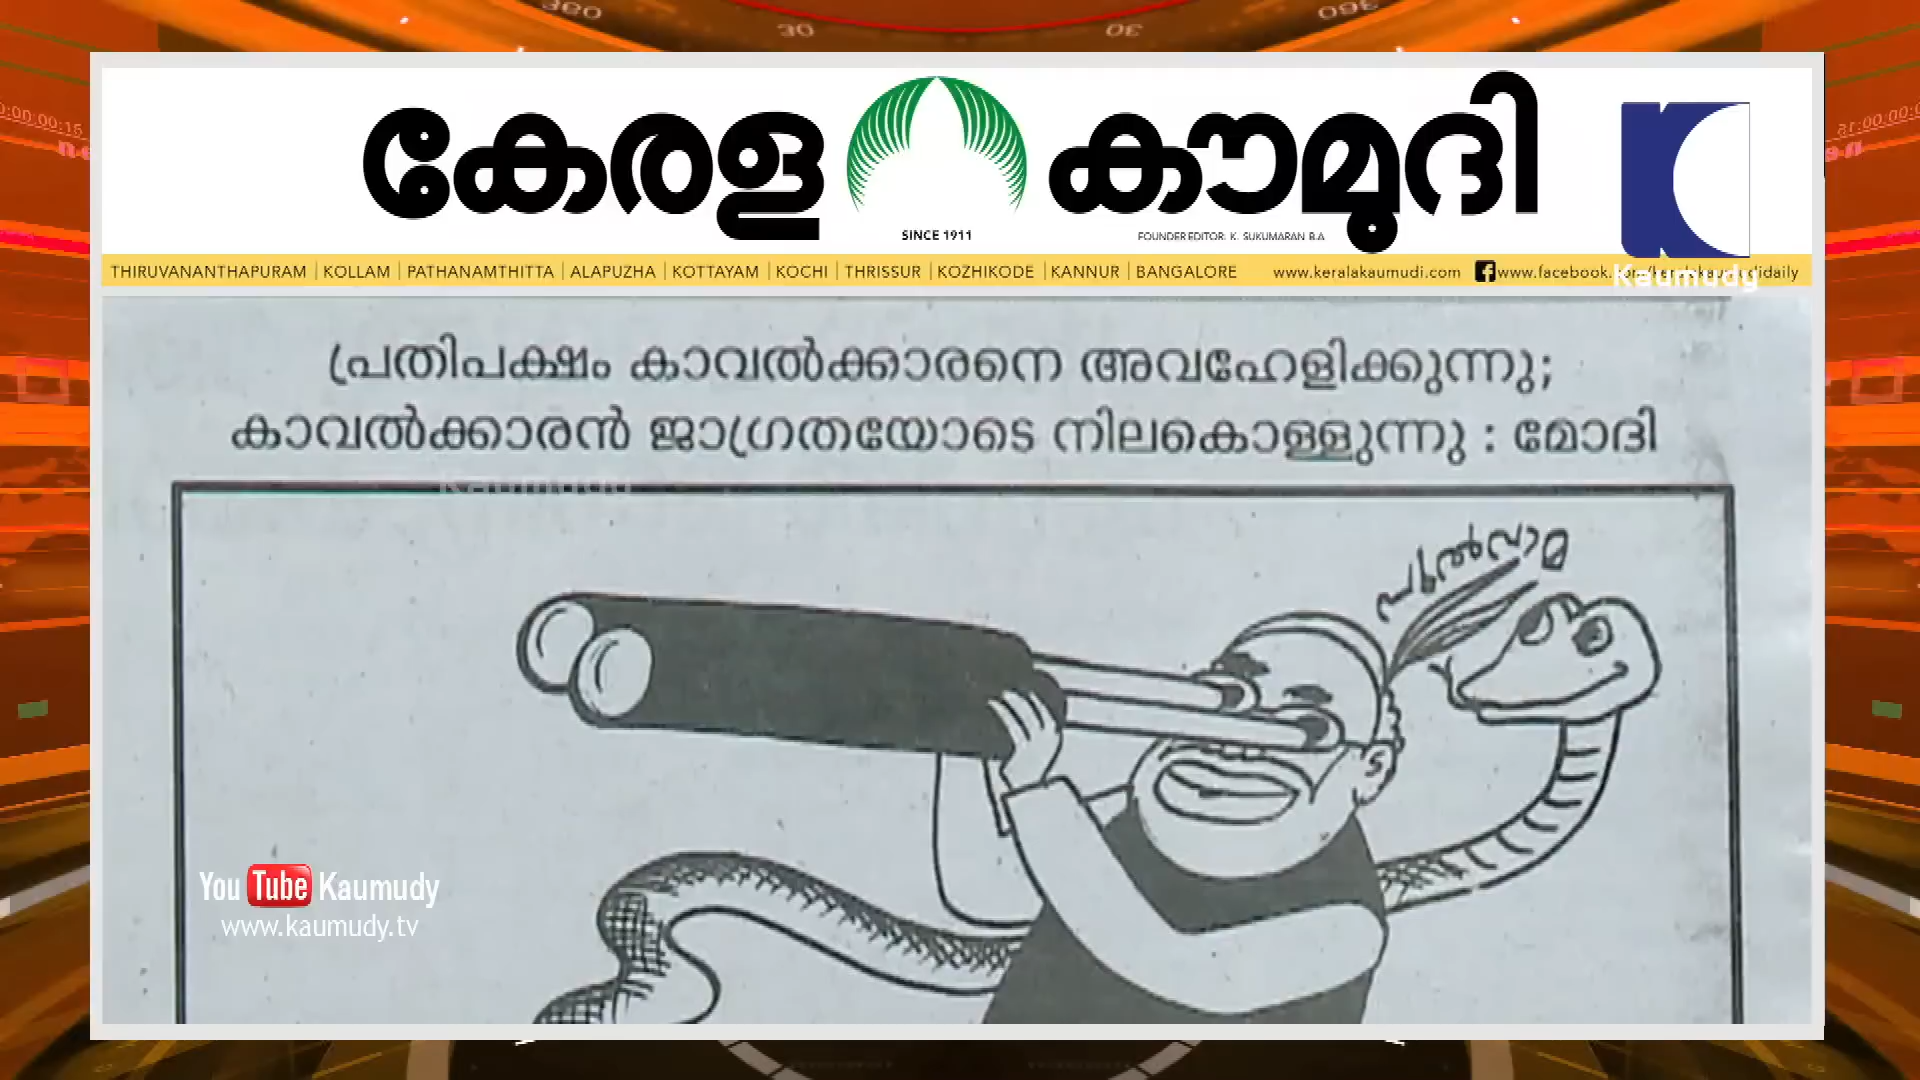 കേരള കൗമുദി
SINCE 1911
FOUNDER EDITOR: K. SUKUMARAN B.A
Kaumudy
THIRUVANANTHAPURAM | KOLLAM | PATHANAMTHITTA | ALAPUZHA | KOTTAYAM | KOCHI | THRISSUR | KOZHIKODE | KANNUR | BANGALORE www.keralakaumudi.com
പ്രതിപക്ഷം കാവൽക്കാരനെ അവഹേളിക്കുന്നു;
കാവൽക്കാരൻ ജാഗ്രതയോടെ നിലകൊള്ളുന്നു : മോദി
പുൽവാമ
You Tube Kaumudy
www.kaumudy.tv